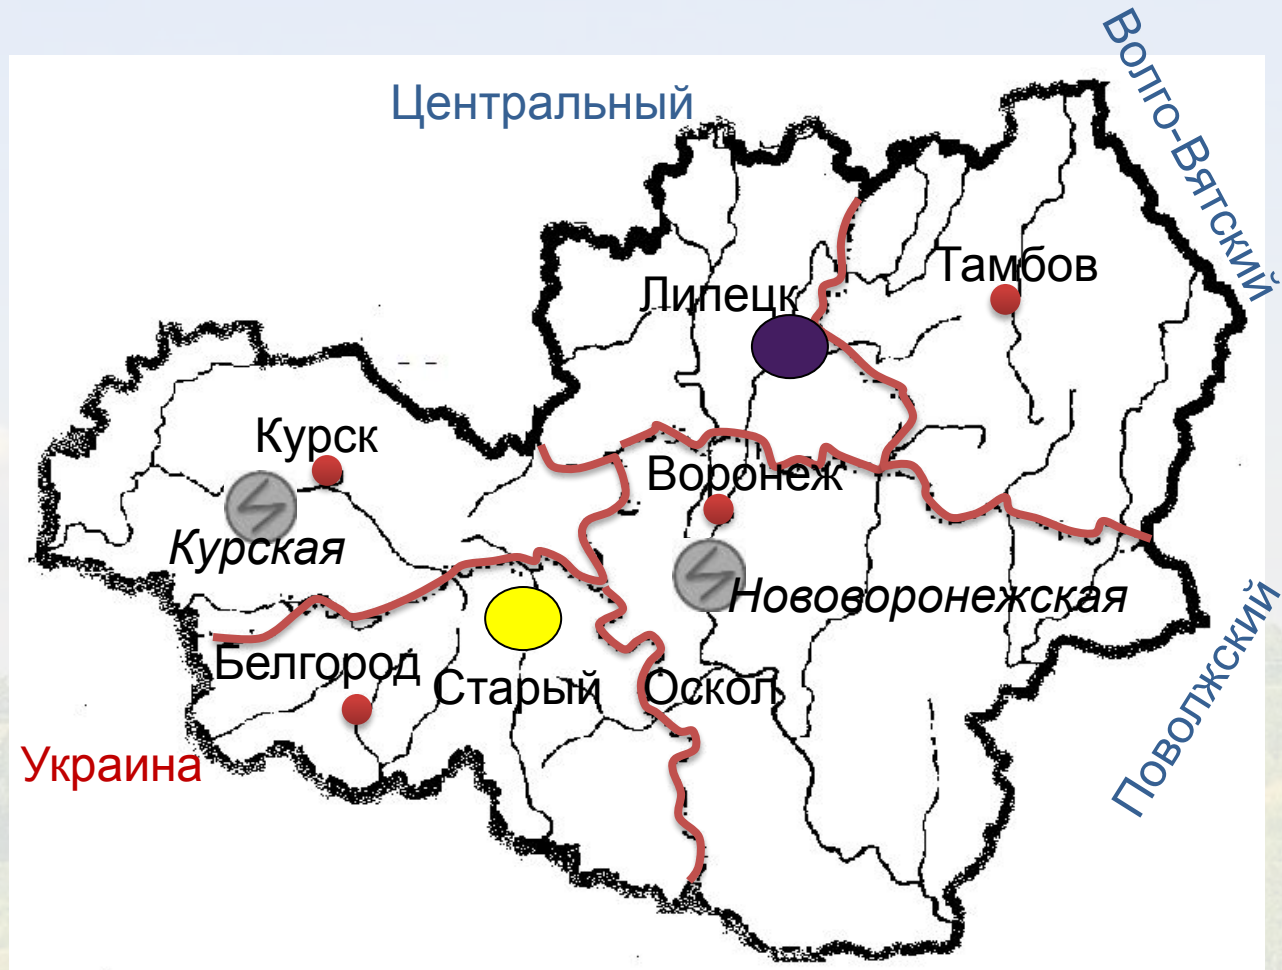 Волго-Вятский
Центральный
Тамбов
Липецк
Курск
Воронеж
Курская
Нововоронежская
Белгород
Старый Оскол
Поволжский
Украина